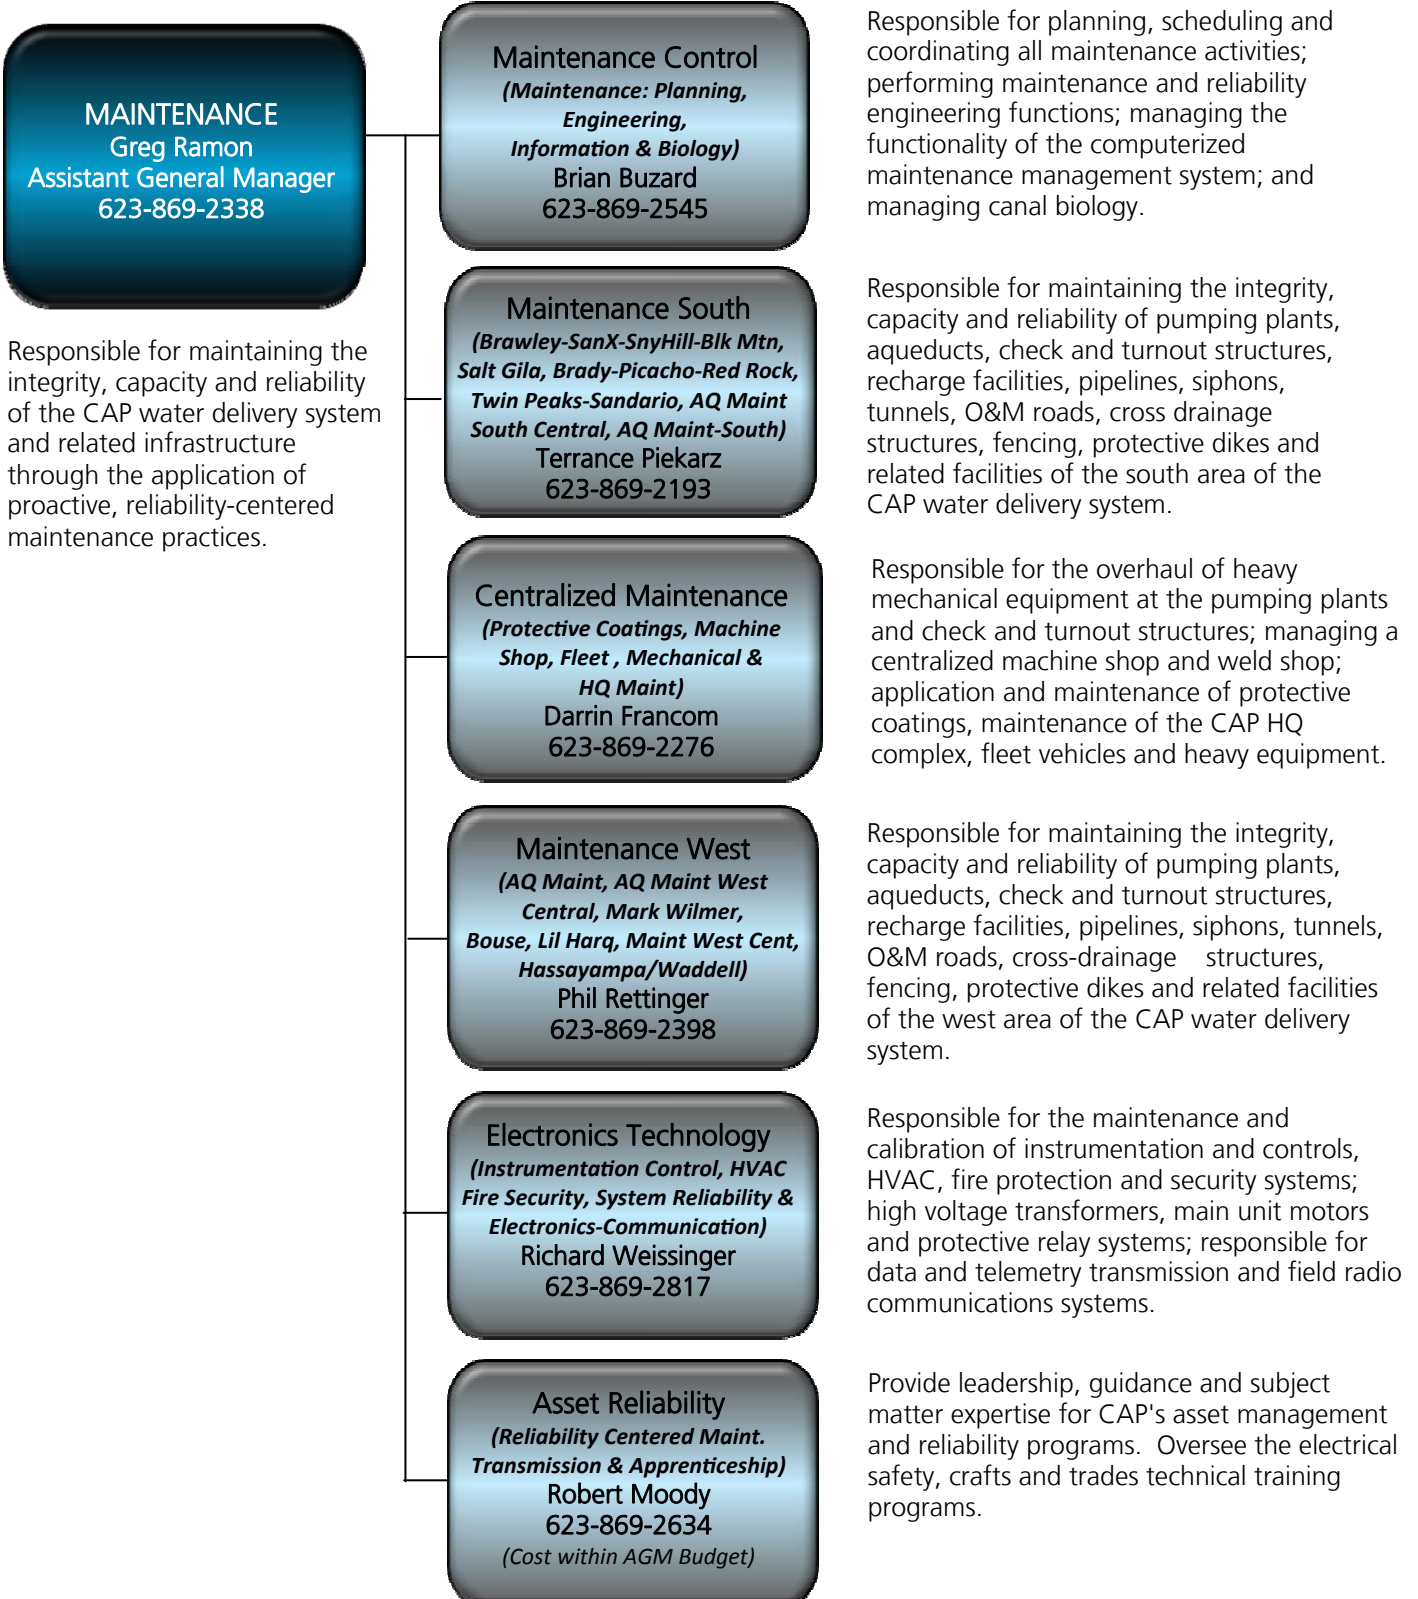 MAINTENANCE
Greg Ramon
Assistant General Manager
623-869-2338
Responsible for maintaining the
integrity, capacity and reliability
of the CAP water delivery system
and related infrastructure
through the application of
proactive, reliability-centered
maintenance practices.
Maintenance Control
(Maintenance: Planning,
Engineering,
Information & Biology)
Brian Buzard
623-869-2545
Responsible for planning, scheduling and
coordinating all maintenance activities;
performing maintenance and reliability
engineering functions; managing the
functionality of the computerized
maintenance management system; and
managing canal biology.
Maintenance South
(Brawley-SanX-SnyHill-Blk Mtn,
Salt Gila, Brady-Picacho-Red Rock,
Twin Peaks-Sandario, AQ Maint
South Central, AQ Maint-South)
Terrance Piekarz
623-869-2193
Responsible for maintaining the integrity,
capacity and reliability of pumping plants,
aqueducts, check and turnout structures,
recharge facilities, pipelines, siphons,
tunnels, O&M roads, cross drainage
structures, fencing, protective dikes and
related facilities of the south area of the
CAP water delivery system.
Centralized Maintenance
(Protective Coatings, Machine
Shop, Fleet , Mechanical &
HQ Maint)
Darrin Francom
623-869-2276
Responsible for the overhaul of heavy
mechanical equipment at the pumping plants
and check and turnout structures; managing a
centralized machine shop and weld shop;
application and maintenance of protective
coatings, maintenance of the CAP HQ
complex, fleet vehicles and heavy equipment.
Maintenance West
(AQ Maint, AQ Maint West
Central, Mark Wilmer,
Bouse, Lil Harq, Maint West Cent,
Hassayampa/Waddell)
Phil Rettinger
623-869-2398
Responsible for maintaining the integrity,
capacity and reliability of pumping plants,
aqueducts, check and turnout structures,
recharge facilities, pipelines, siphons, tunnels,
O&M roads, cross-drainage structures,
fencing, protective dikes and related facilities
of the west area of the CAP water delivery
system.
Electronics Technology
(Instrumentation Control, HVAC
Fire Security, System Reliability &
Electronics-Communication)
Richard Weissinger
623-869-2817
Responsible for the maintenance and
calibration of instrumentation and controls,
HVAC, fire protection and security systems;
high voltage transformers, main unit motors
and protective relay systems; responsible for
data and telemetry transmission and field radio
communications systems.
Asset Reliability
(Reliability Centered Maint.
Transmission & Apprenticeship)
Robert Moody
623-869-2634
(Cost within AGM Budget)
Provide leadership, guidance and subject
matter expertise for CAP's asset management
and reliability programs.  Oversee the electrical
safety, crafts and trades technical training
programs.